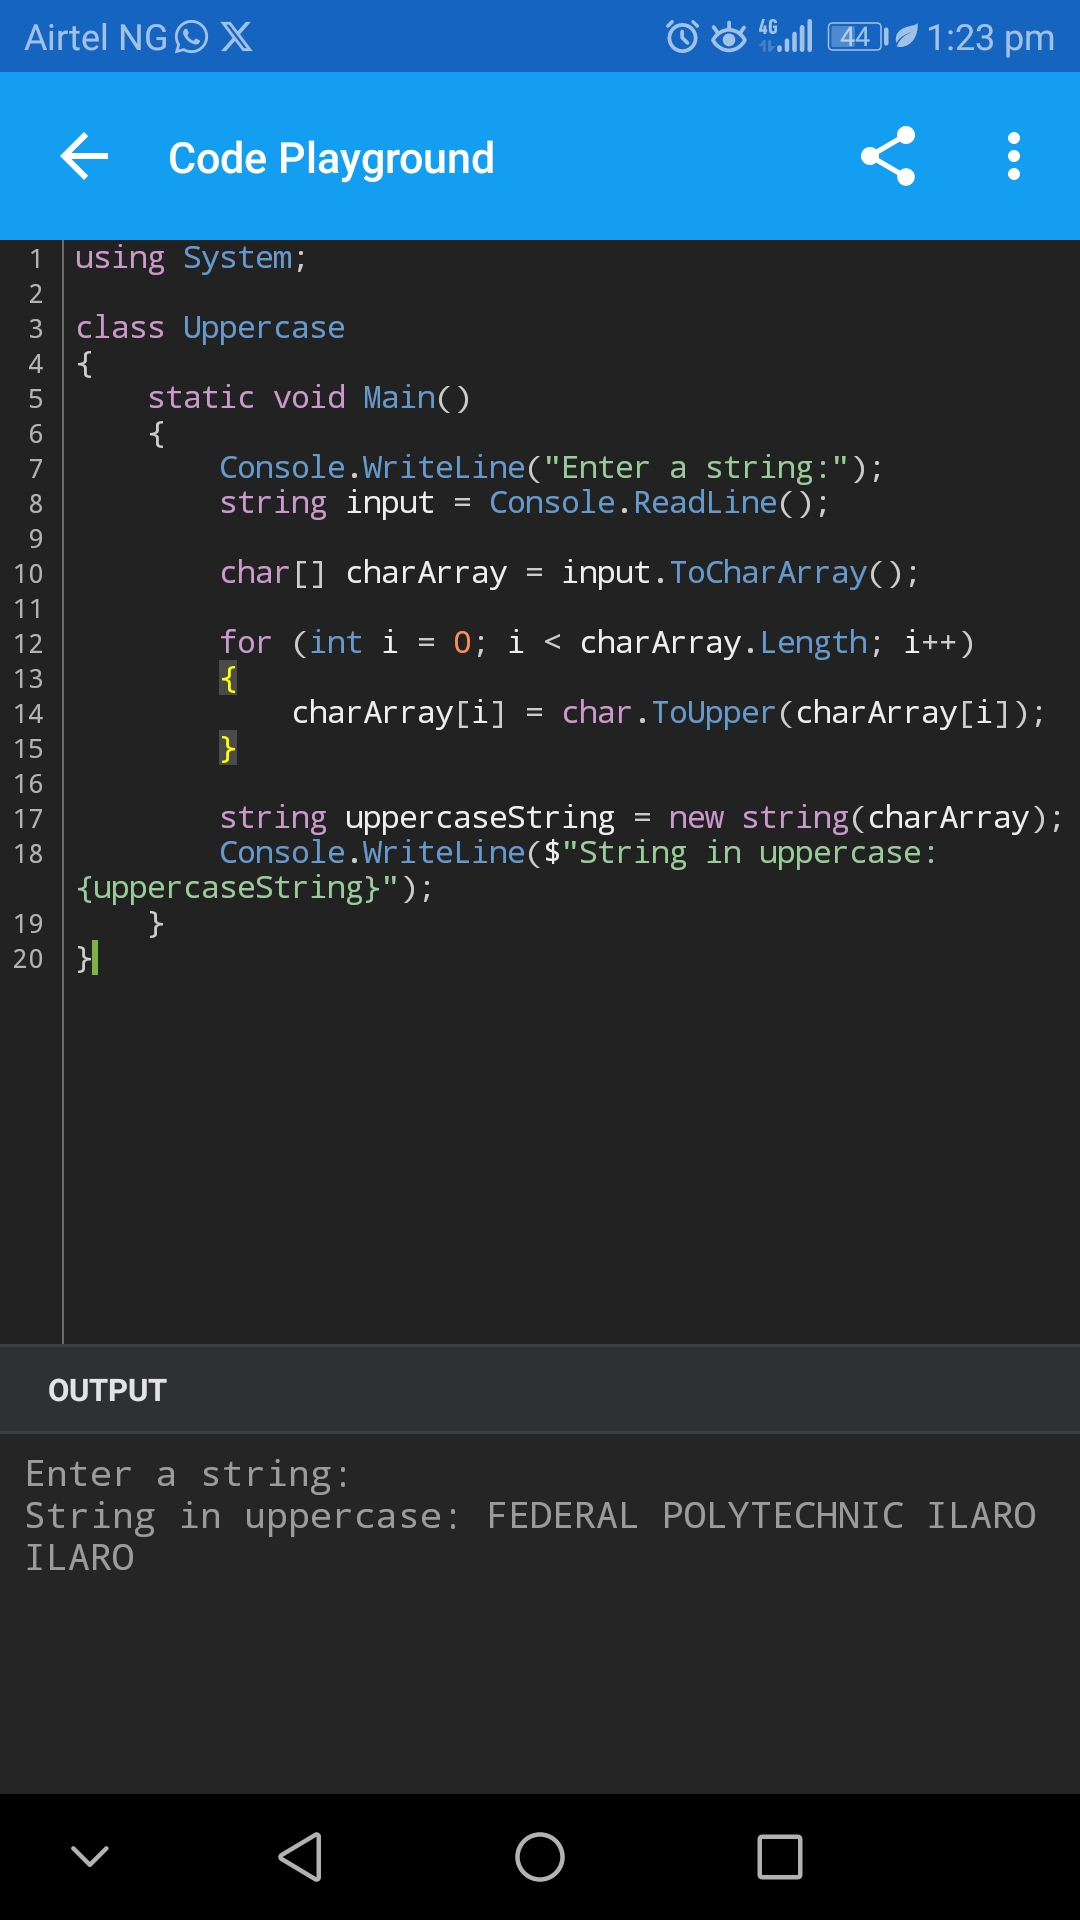 Airtel NG 4G 44 1:23 pm
Code Playground
1 using System;
2
3 class Uppercase
4 {
5     static void Main()
6     {
7         Console.WriteLine("Enter a string:");
8         string input = Console.ReadLine();
9
10         char[] charArray = input.ToCharArray();
11
12         for (int i = 0; i < charArray.Length; i++)
13         {
14             charArray[i] = char.ToUpper(charArray[i]);
15         }
16
17         string uppercaseString = new string(charArray);
18         Console.WriteLine($"String in uppercase:
{uppercaseString}");
19     }
20 }
OUTPUT
Enter a string:
String in uppercase: FEDERAL POLYTECHNIC ILARO
ILARO